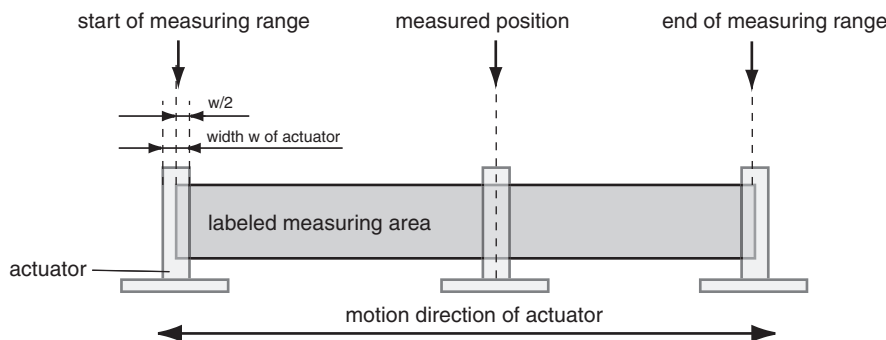 start of measuring range
measured position
end of measuring range
w/2
width w of actuator
labeled measuring area
actuator
motion direction of actuator